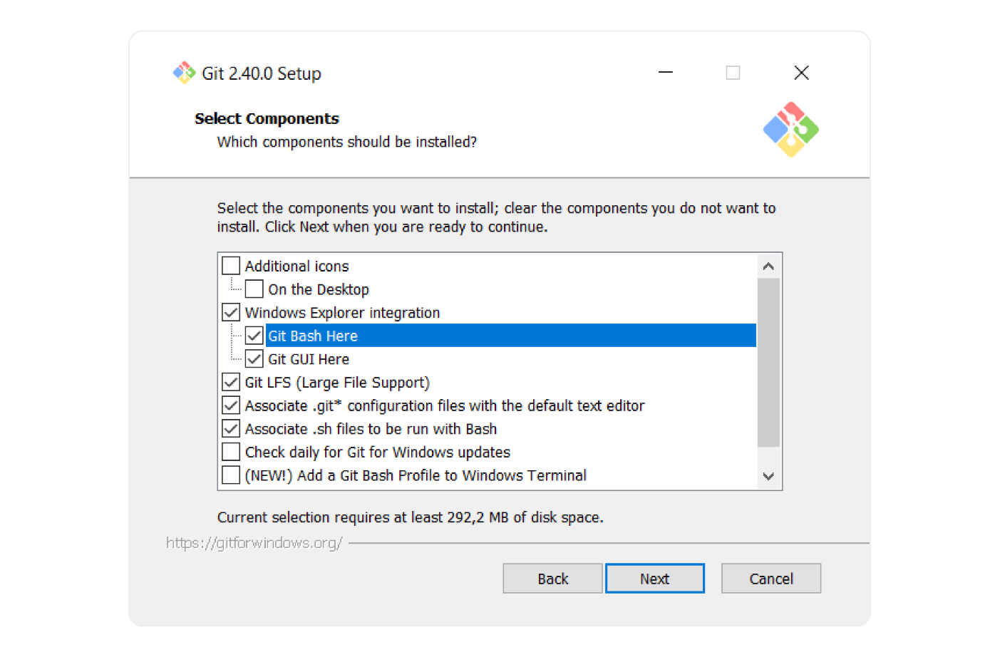 Git 2.40.0 Setup
Select Components
Which components should be installed?
Select the components you want to install; clear the components you do not want to
install. Click Next when you are ready to continue.
Additional icons
On the Desktop
Windows Explorer integration
Git Bash Here
Git GUI Here
Git LFS (Large File Support)
Associate .git* configuration files with the default text editor
Associate .sh files to be run with Bash
Check daily for Git for Windows updates
(NEW!) Add a Git Bash Profile to Windows Terminal
Current selection requires at least 292,2 MB of disk space.
https://gitforwindows.org/
Back Next Cancel